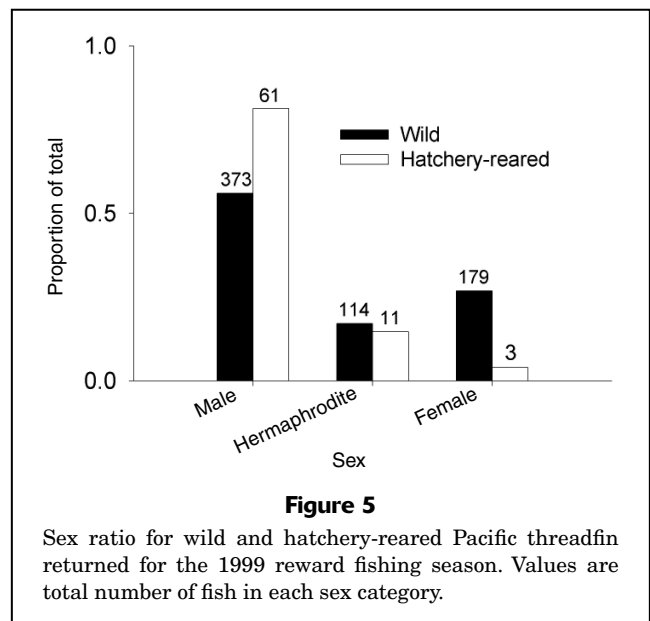 1.0
61
Wild
Hatchery-reared
373
0.5
Proportion of total
179
114
11
3
0.0
Male
Hermaphrodite
Female
Sex
Figure 5
Sex ratio for wild and hatchery-reared Pacific threadfin
returned for the 1999 reward fishing season. Values are
total number of fish in each sex category.